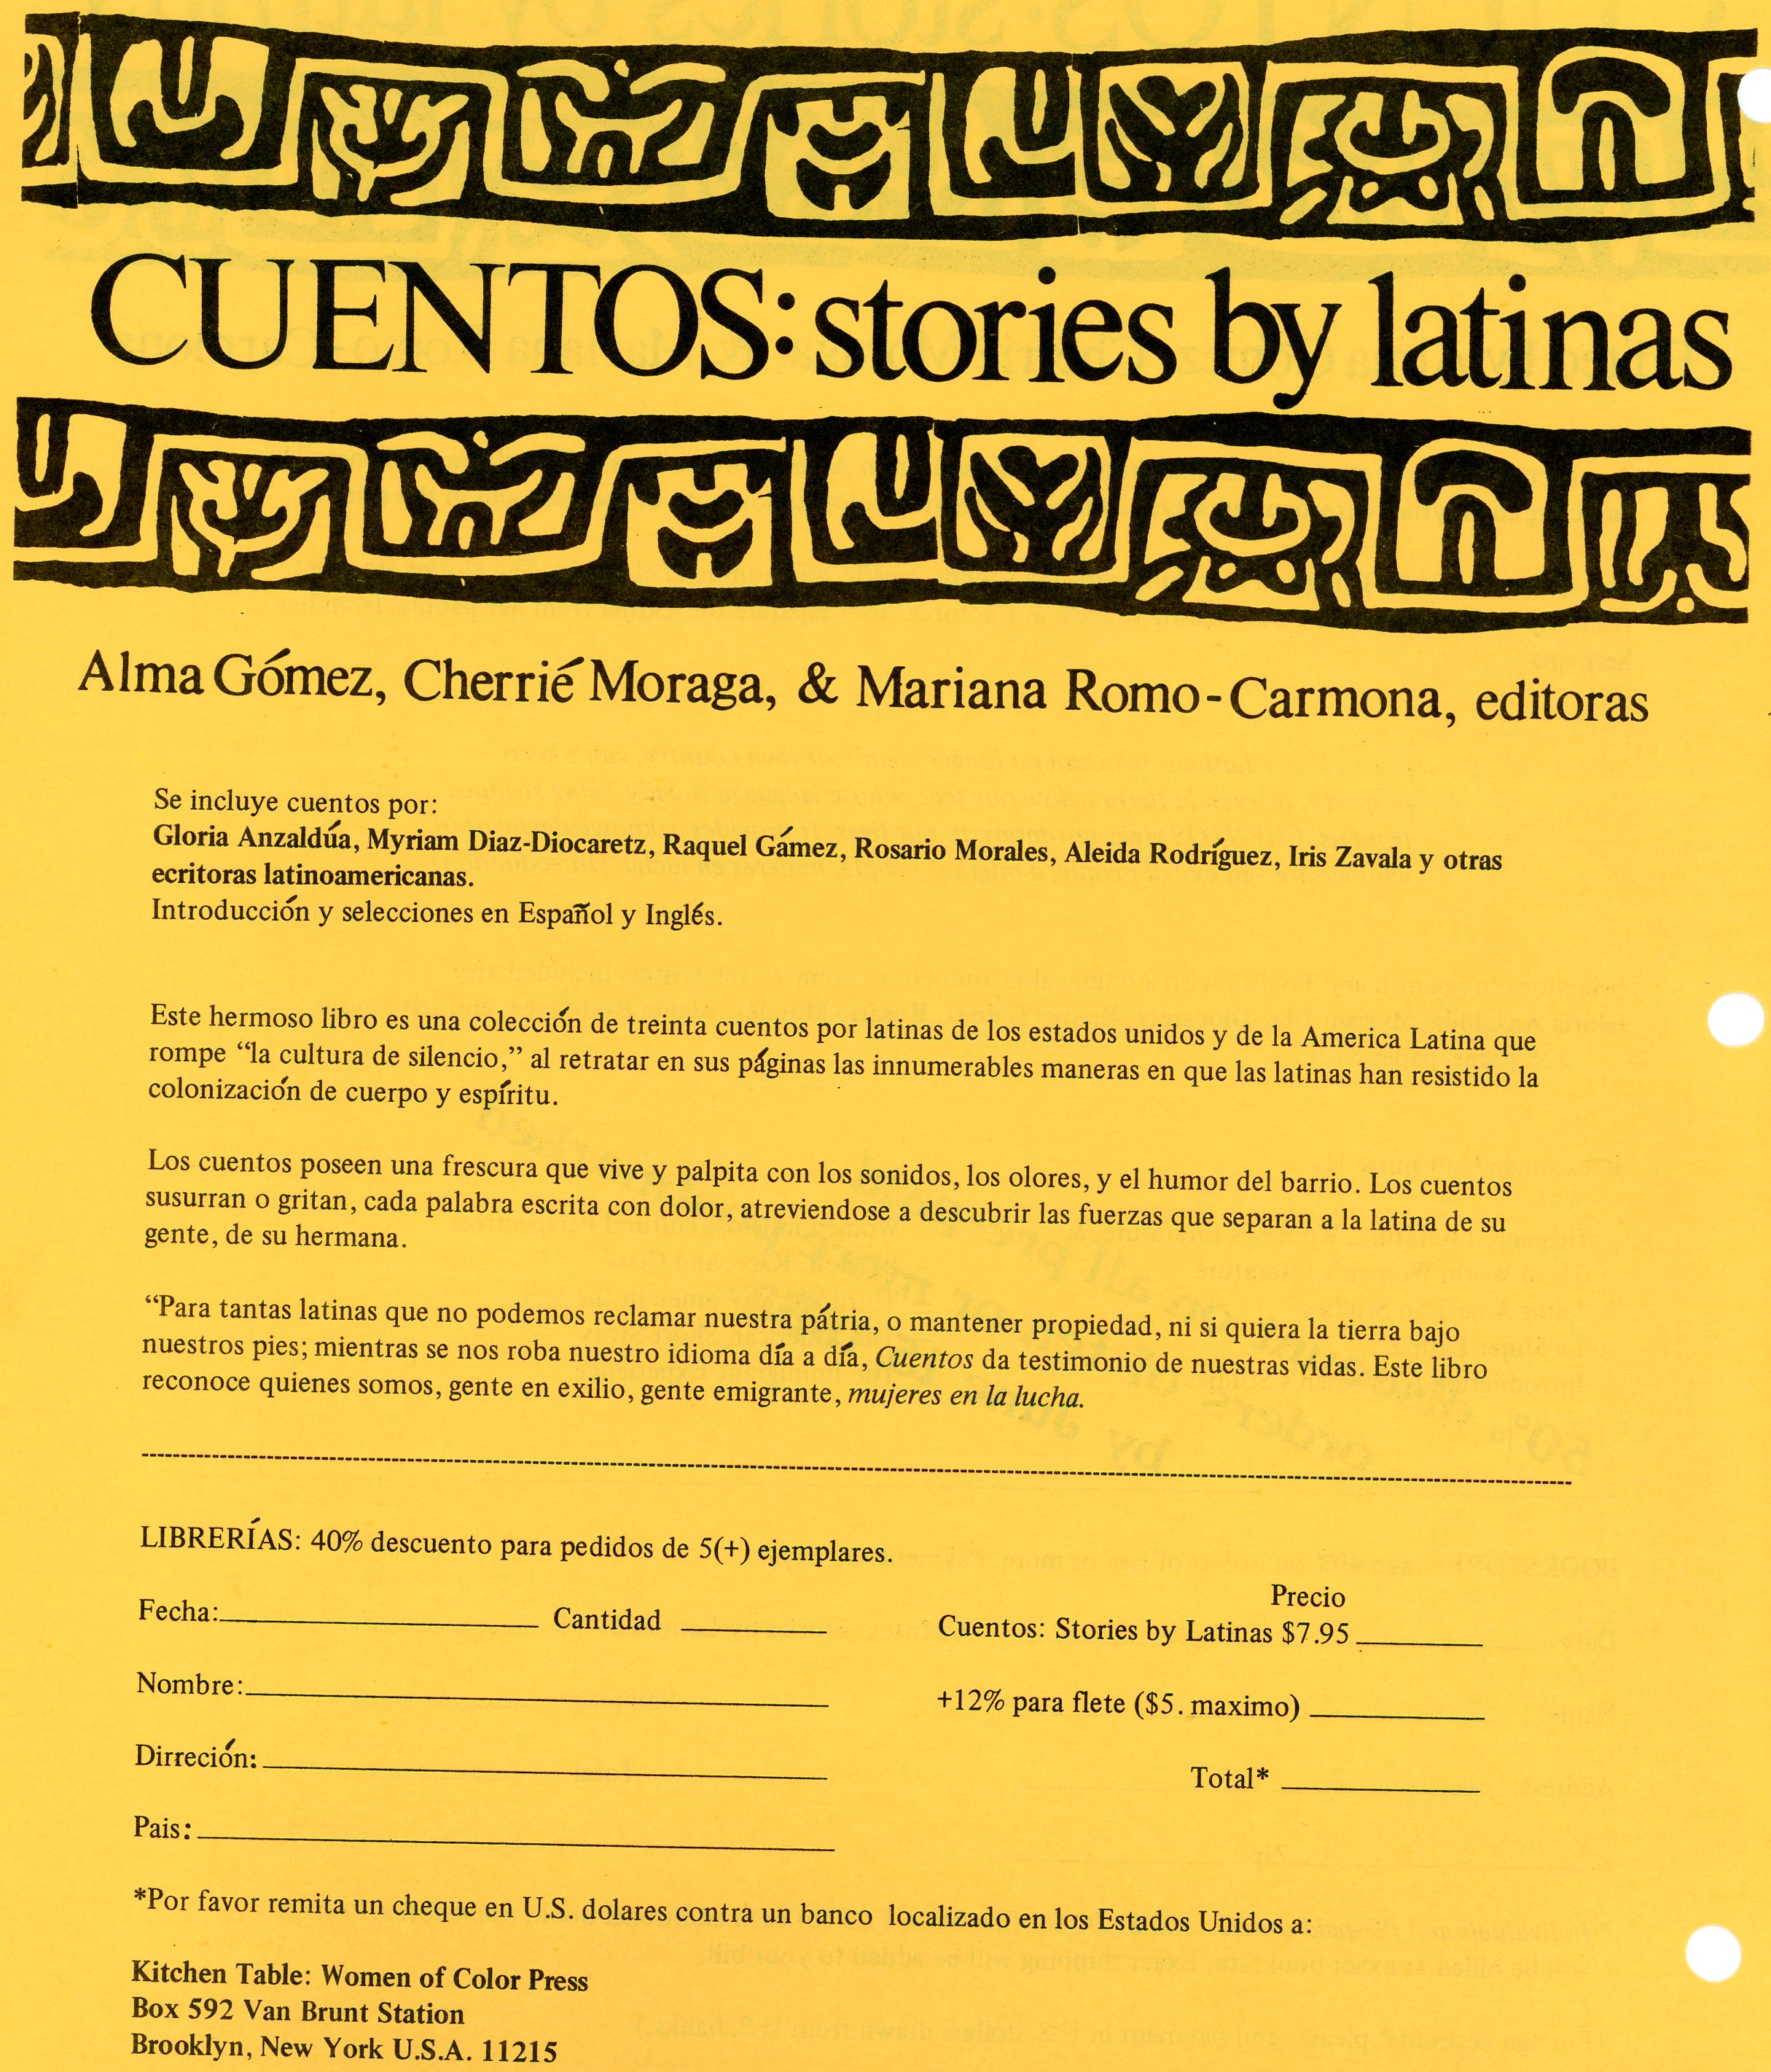 CUENTOS: stories by latinas
Alma Gómez, Cherrié Moraga, & Mariana Romo-Carmona, editoras
Se incluye cuentos por:
Gloria Anzaldúa, Myriam Diaz-Diocaretz, Raquel Gámez, Rosario Morales, Aleida Rodríguez, Iris Zavala y otras
ecritoras latinoamericanas.
Introducción y selecciones en Español y Inglés.
Este hermoso libro es una colección de treinta cuentos por latinas de los estados unidos y de la America Latina que
rompe “la cultura de silencio,” al retratar en sus páginas las innumerables maneras en que las latinas han resistido la
colonización de cuerpo y espíritu.
Los cuentos poseen una frescura que vive y palpita con los sonidos, los olores, y el humor del barrio. Los cuentos
susurran o gritan, cada palabra escrita con dolor, atreviendose a descubrir las fuerzas que separan a la latina de su
gente, de su hermana.
“Para tantas latinas que no podemos reclamar nuestra pátria, o mantener propiedad, ni si quiera la tierra bajo
nuestros pies; mientras se nos roba nuestro idioma día a día, Cuentos da testimonio de nuestras vidas. Este libro
reconoce quienes somos, gente en exilio, gente emigrante, mujeres en la lucha.
LIBRERÍAS: 40% descuento para pedidos de 5(+) ejemplares.
Precio
Fecha: Cantidad Cuentos: Stories by Latinas $7.95
Nombre: +12% para flete ($5. maximo)
Dirreción: Total*
Pais:
*Por favor remita un cheque en U.S. dolares contra un banco localizado en los Estados Unidos a:
Kitchen Table: Women of Color Press
Box 592 Van Brunt Station
Brooklyn, New York U.S.A. 11215